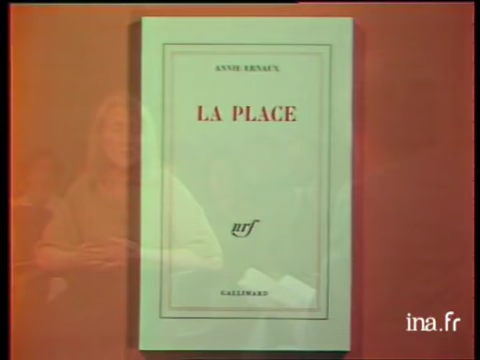 ANNIE ERNAUX
LA PLACE
nrf
GALLIMARD
ina.fr